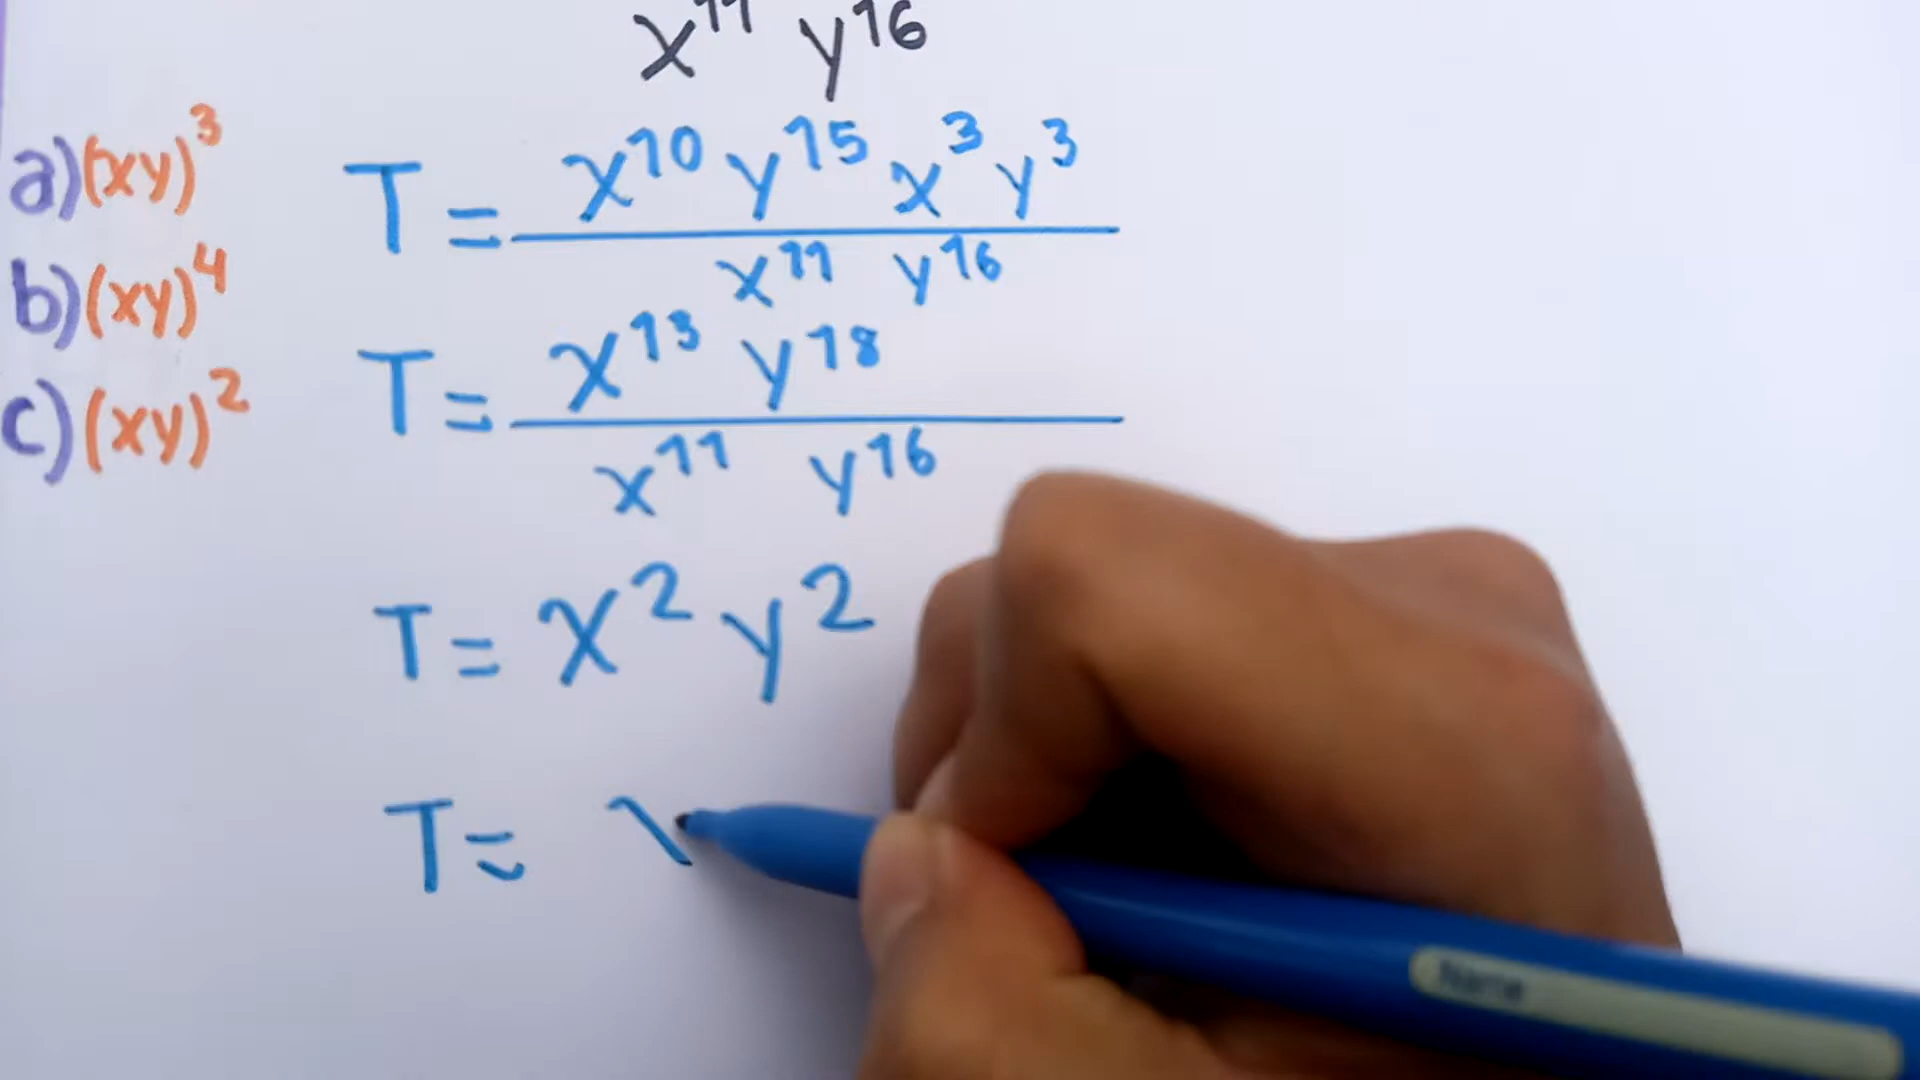 x¹¹ y¹⁶
a) (xy)³
b) (xy)⁴
c) (xy)²
T = x¹⁰ y¹⁵ x³ y³
x¹¹ y¹⁶
T = x¹³ y¹⁸
x¹¹ y¹⁶
T = x² y²
T =
Name